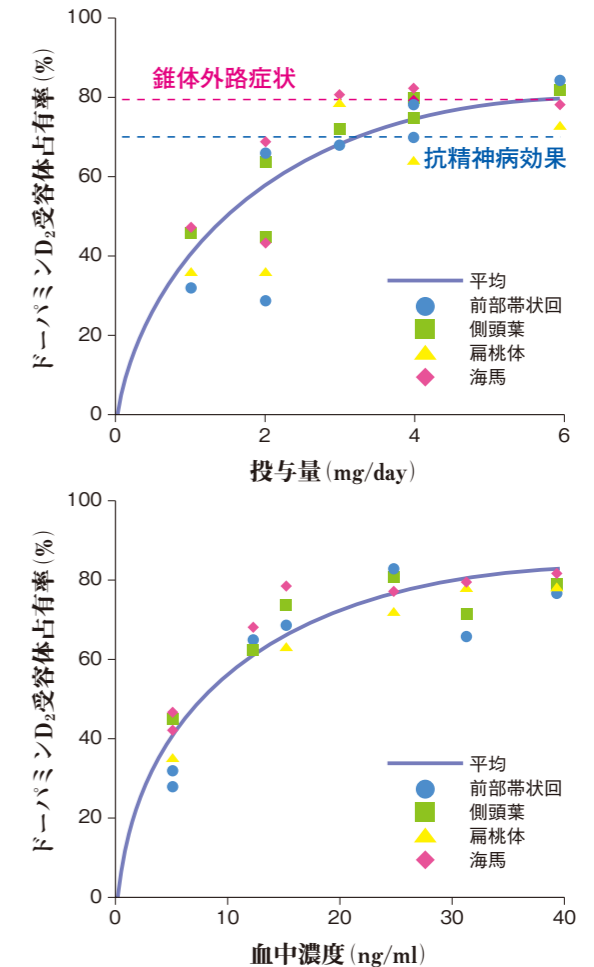 ドーパミンD₂受容体占有率(%)
100
80
60
40
20
0
錐体外路症状
抗精神病効果
平均
前部帯状回
側頭葉
扁桃体
海馬
0 2 4 6
投与量(mg/day)
ドーパミンD₂受容体占有率(%)
100
80
60
40
20
0
平均
前部帯状回
側頭葉
扁桃体
海馬
0 10 20 30 40
血中濃度(ng/ml)